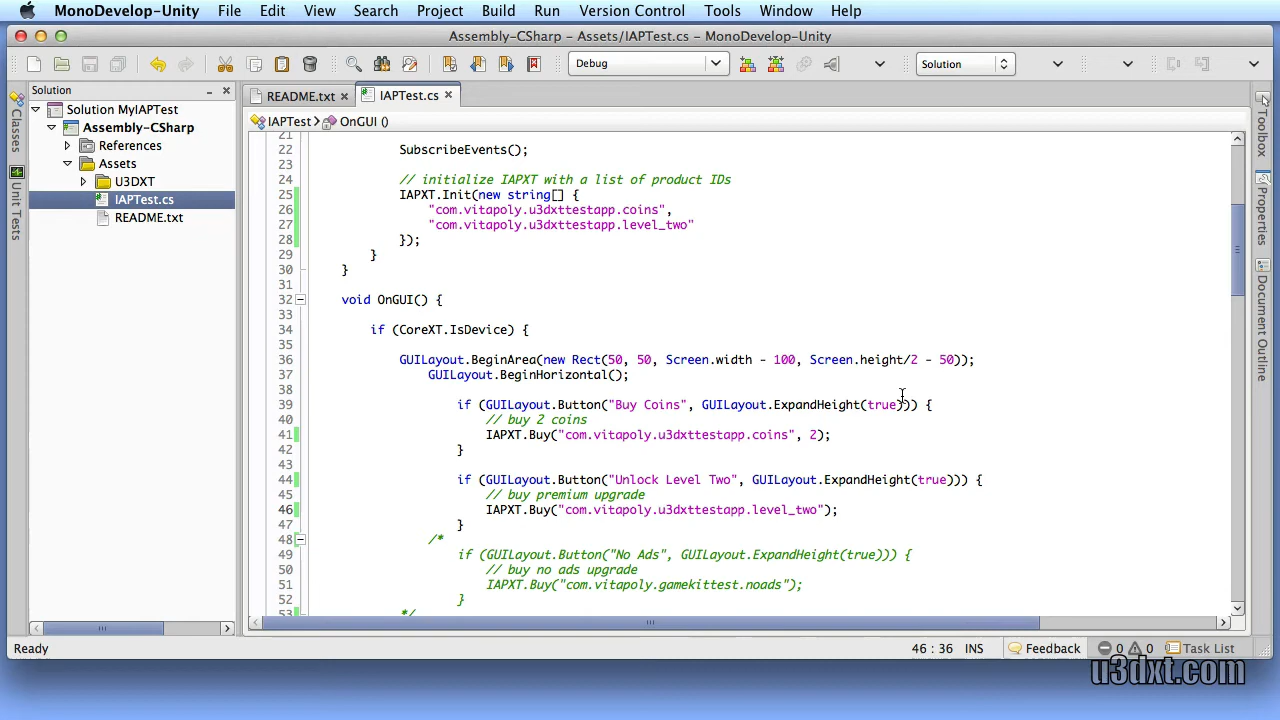 MonoDevelop-Unity File Edit View Search Project Build Run Version Control Tools Window Help
Assembly-CSharp - Assets/IAPTest.cs - MonoDevelop-Unity
Debug
Solution
Solution
README.txt
IAPTest.cs
IAPTest
OnGUI ()
Solution MyIAPTest
Assembly-CSharp
References
Assets
U3DXT
IAPTest.cs
README.txt
Classes
Unit Tests
Toolbox
Properties
Document Outline
21
22 SubscribeEvents();
23
24 // initialize IAPXT with a list of product IDs
25 IAPXT.Init(new string[] {
26 "com.vitapoly.u3dxttestapp.coins",
27 "com.vitapoly.u3dxttestapp.level_two"
28 });
29 }
30 }
31
32 void OnGUI() {
33
34 if (CoreXT.IsDevice) {
35
36 GUILayout.BeginArea(new Rect(50, 50, Screen.width - 100, Screen.height/2 - 50));
37 GUILayout.BeginHorizontal();
38
39 if (GUILayout.Button("Buy Coins", GUILayout.ExpandHeight(true))) {
40 // buy 2 coins
41 IAPXT.Buy("com.vitapoly.u3dxttestapp.coins", 2);
42 }
43
44 if (GUILayout.Button("Unlock Level Two", GUILayout.ExpandHeight(true))) {
45 // buy premium upgrade
46 IAPXT.Buy("com.vitapoly.u3dxttestapp.level_two");
47 }
48 /*
49 if (GUILayout.Button("No Ads", GUILayout.ExpandHeight(true))) {
50 // buy no ads upgrade
51 IAPXT.Buy("com.vitapoly.gamekittest.noads");
52 }
53 */
Ready
46 : 36 INS
Feedback
0 0
Task List
u3dxt.com